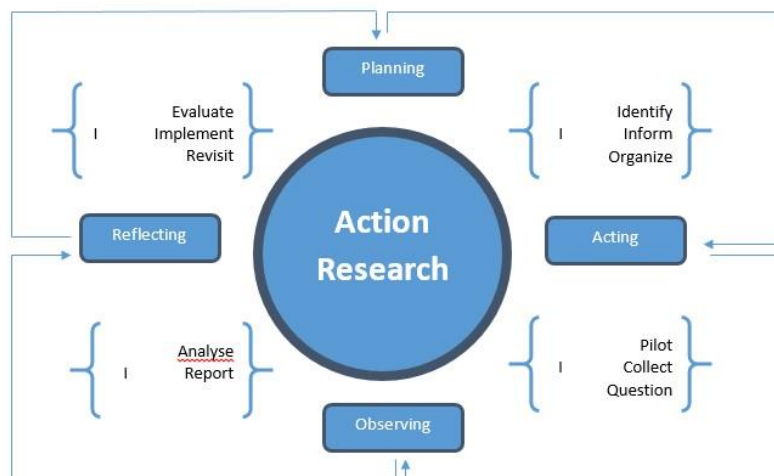 Planning
Evaluate
I Implement
Revisit
Identify
I Inform
Organize
Action
Research
Reflecting
Acting
Analyse
I Report
Pilot
I Collect
Question
Observing